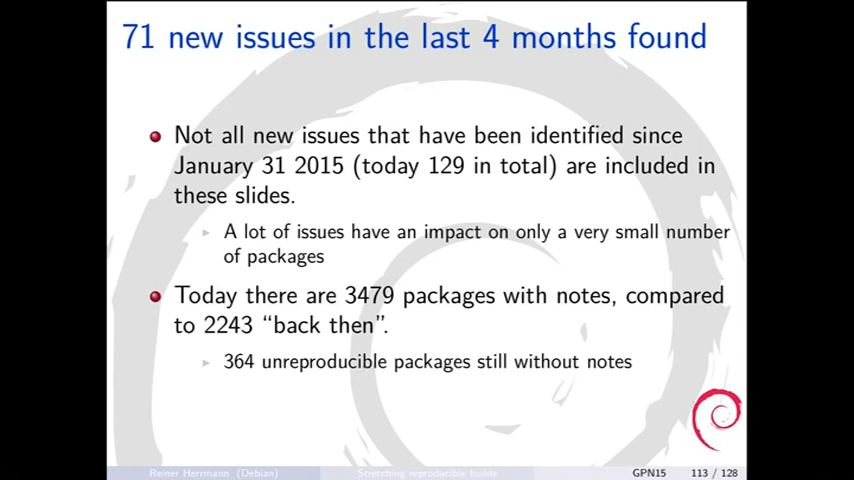 71 new issues in the last 4 months found
Not all new issues that have been identified since
January 31 2015 (today 129 in total) are included in
these slides.
A lot of issues have an impact on only a very small number
of packages
Today there are 3479 packages with notes, compared
to 2243 “back then”.
364 unreproducible packages still without notes
Reiner Herrmann (Debian) Stretching reproducible builds GPN15 113 / 128